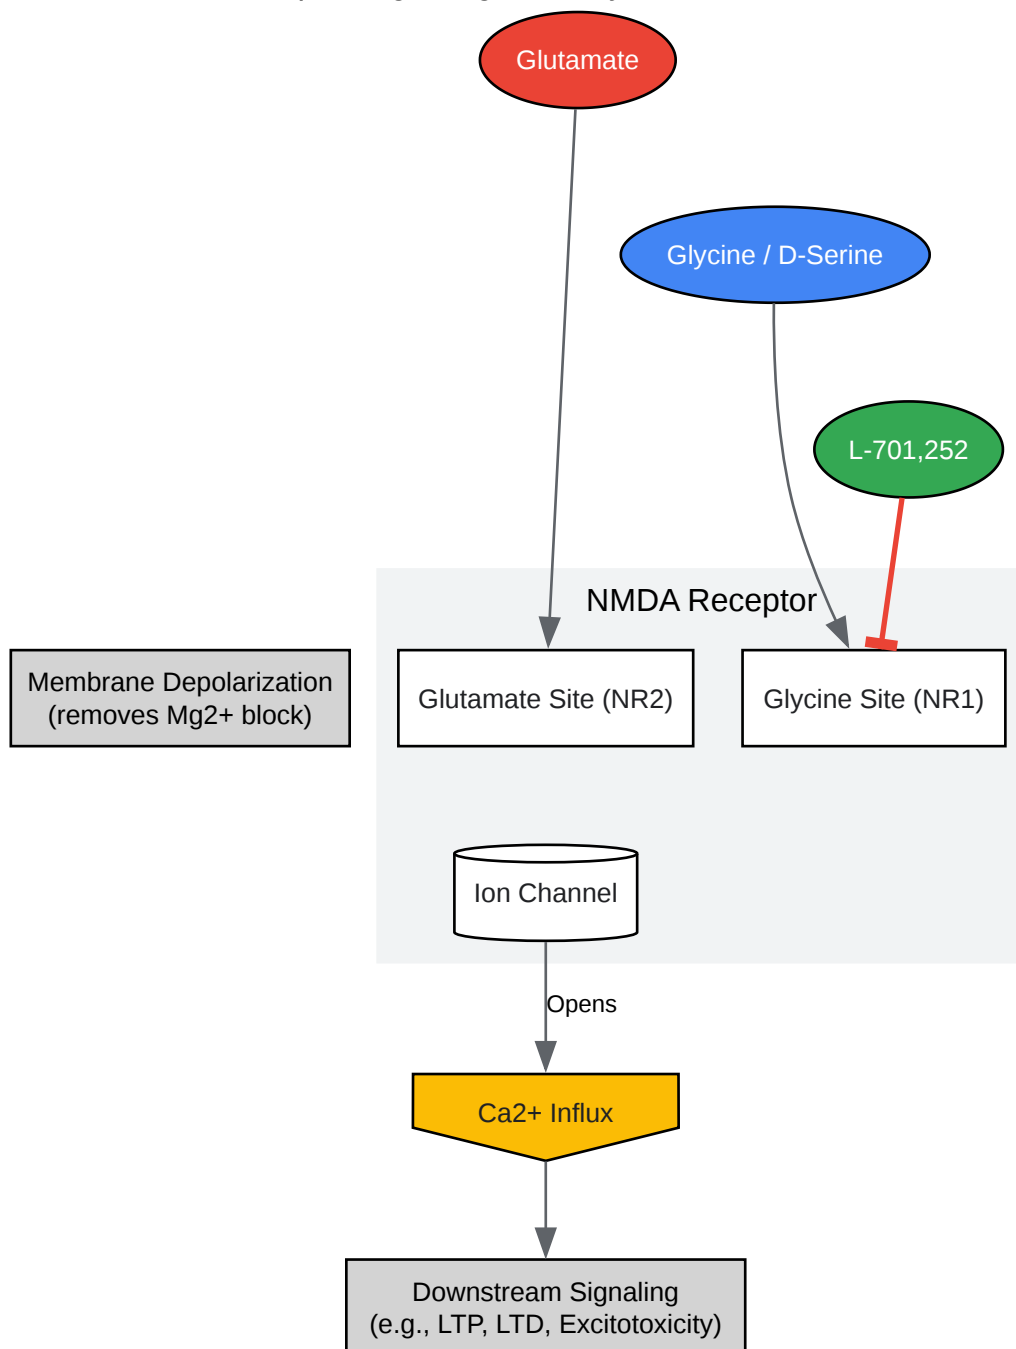 Glutamate
Glycine / D-Serine
L-701,252
NMDA Receptor
Membrane Depolarization
(removes Mg2+ block)
Glutamate Site (NR2)
Glycine Site (NR1)
Ion Channel
Opens
Ca2+ Influx
Downstream Signaling
(e.g., LTP, LTD, Excitotoxicity)